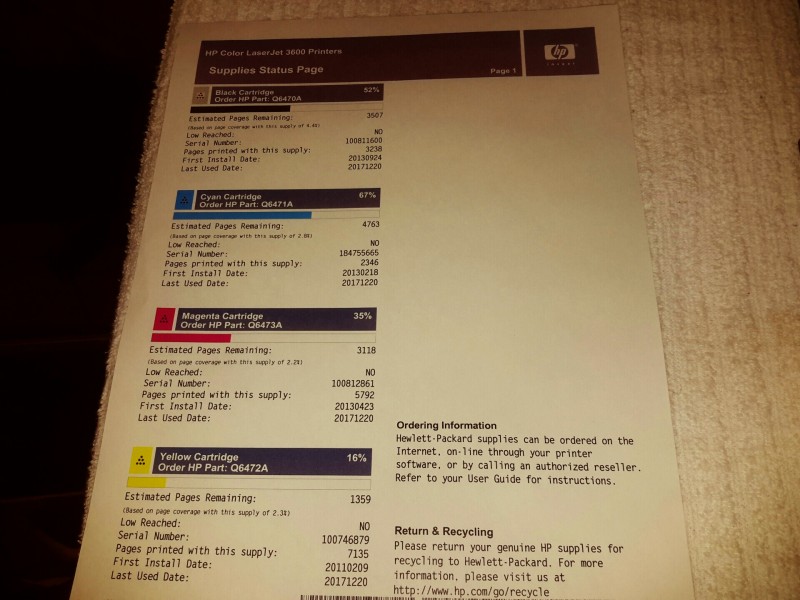 HP Color LaserJet 3600 Printers
Supplies Status Page
Page 1
hp
invent
Black Cartridge 52%
Order HP Part: Q6470A
Estimated Pages Remaining: 3507
(Based on page coverage with this supply of 4.4%)
Low Reached: NO
Serial Number: 100811600
Pages printed with this supply: 3238
First Install Date: 20130924
Last Used Date: 20171220
Cyan Cartridge 67%
Order HP Part: Q6471A
Estimated Pages Remaining: 4763
(Based on page coverage with this supply of 2.8%)
Low Reached: NO
Serial Number: 184755665
Pages printed with this supply: 2346
First Install Date: 20130218
Last Used Date: 20171220
Magenta Cartridge 35%
Order HP Part: Q6473A
Estimated Pages Remaining: 3118
(Based on page coverage with this supply of 2.2%)
Low Reached: NO
Serial Number: 100812861
Pages printed with this supply: 5792
First Install Date: 20130423
Last Used Date: 20171220
Yellow Cartridge 16%
Order HP Part: Q6472A
Estimated Pages Remaining: 1359
(Based on page coverage with this supply of 2.3%)
Low Reached: NO
Serial Number: 100746879
Pages printed with this supply: 7135
First Install Date: 20110209
Last Used Date: 20171220
Ordering Information
Hewlett-Packard supplies can be ordered on the
Internet, on-line through your printer
software, or by calling an authorized reseller.
Refer to your User Guide for instructions.
Return & Recycling
Please return your genuine HP supplies for
recycling to Hewlett-Packard. For more
information, please visit us at
http://www.hp.com/go/recycle